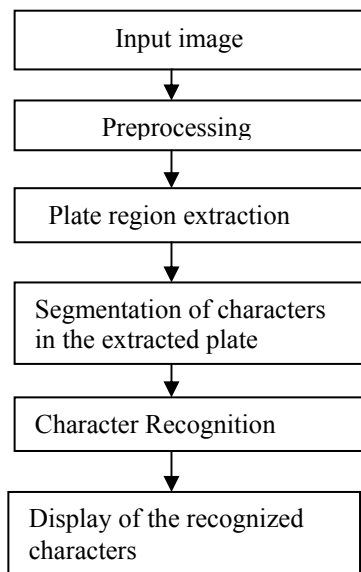 Input image
Preprocessing
Plate region extraction
Segmentation of characters
in the extracted plate
Character Recognition
Display of the recognized
characters